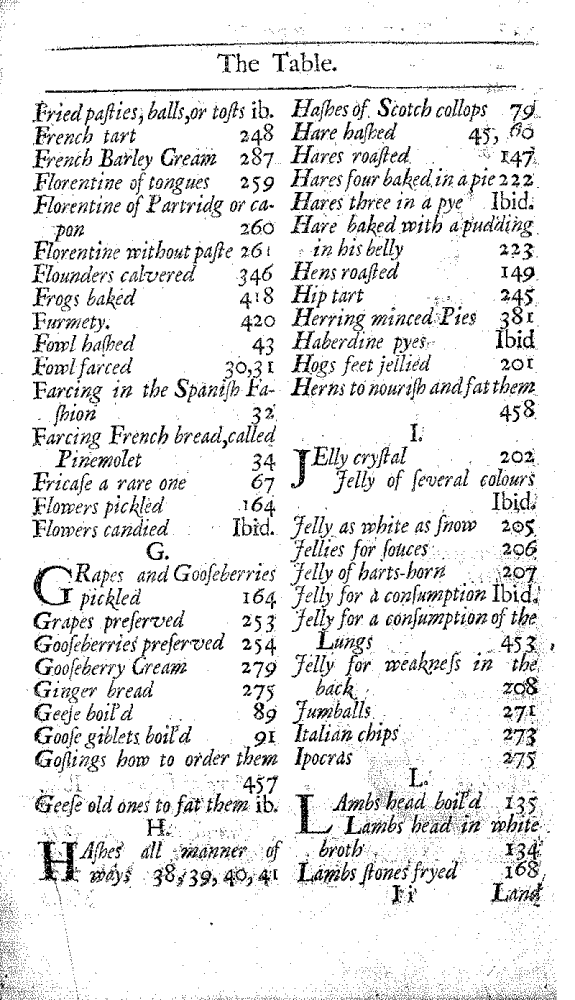 The Table.
Fried paſties, balls, or toſts ib.
French tart 248
French Barley Cream 287
Florentine of tongues 259
Florentine of Partridg or ca-
pon 260
Florentine without paſte 261
Flounders calvered 346
Frogs baked 418
Furmety. 420
Fowl haſhed 43
Fowl farced 30,31
Farcing in the Spaniſh Fa-
ſhion 32
Farcing French bread, called
Pinemolet 34
Fricaſe a rare one 67
Flowers pickled 164
Flowers candied Ibid.
G.
GRapes and Gooſeberries
pickled 164
Grapes preſerved 253
Gooſeberries preſerved 254
Gooſeberry Cream 279
Ginger bread 275
Geeſe boil'd 89
Gooſe giblets boil'd 91
Goſlings how to order them
457
Geeſe old ones to fat them ib.
H.
HAſhes all manner of
ways 38, 39, 40, 41
Haſhes of Scotch collops 79
Hare haſhed 45, 60
Hares roaſted 147
Hares four baked in a pie 222
Hares three in a pye Ibid.
Hare baked with a pudding
in his belly 223
Hens roaſted 149
Hip tart 245
Herring minced Pies 381
Haberdine pyes Ibid
Hogs feet jellied 201
Herns to nouriſh and fat them
458
I.
JElly cryſtal 202
Jelly of ſeveral colours
Ibid.
Jelly as white as ſnow 205
Jellies for ſouces 206
Jelly of harts-horn 207
Jelly for a conſumption Ibid.
Jelly for a conſumption of the
Lungs 453
Jelly for weakneſs in the
back 208
Jumballs 271
Italian chips 273
Ipocras 275
L.
LAmbs head boil'd 135
Lambs head in white
broth 134
Lambs ſtones fryed 168
Ii Land